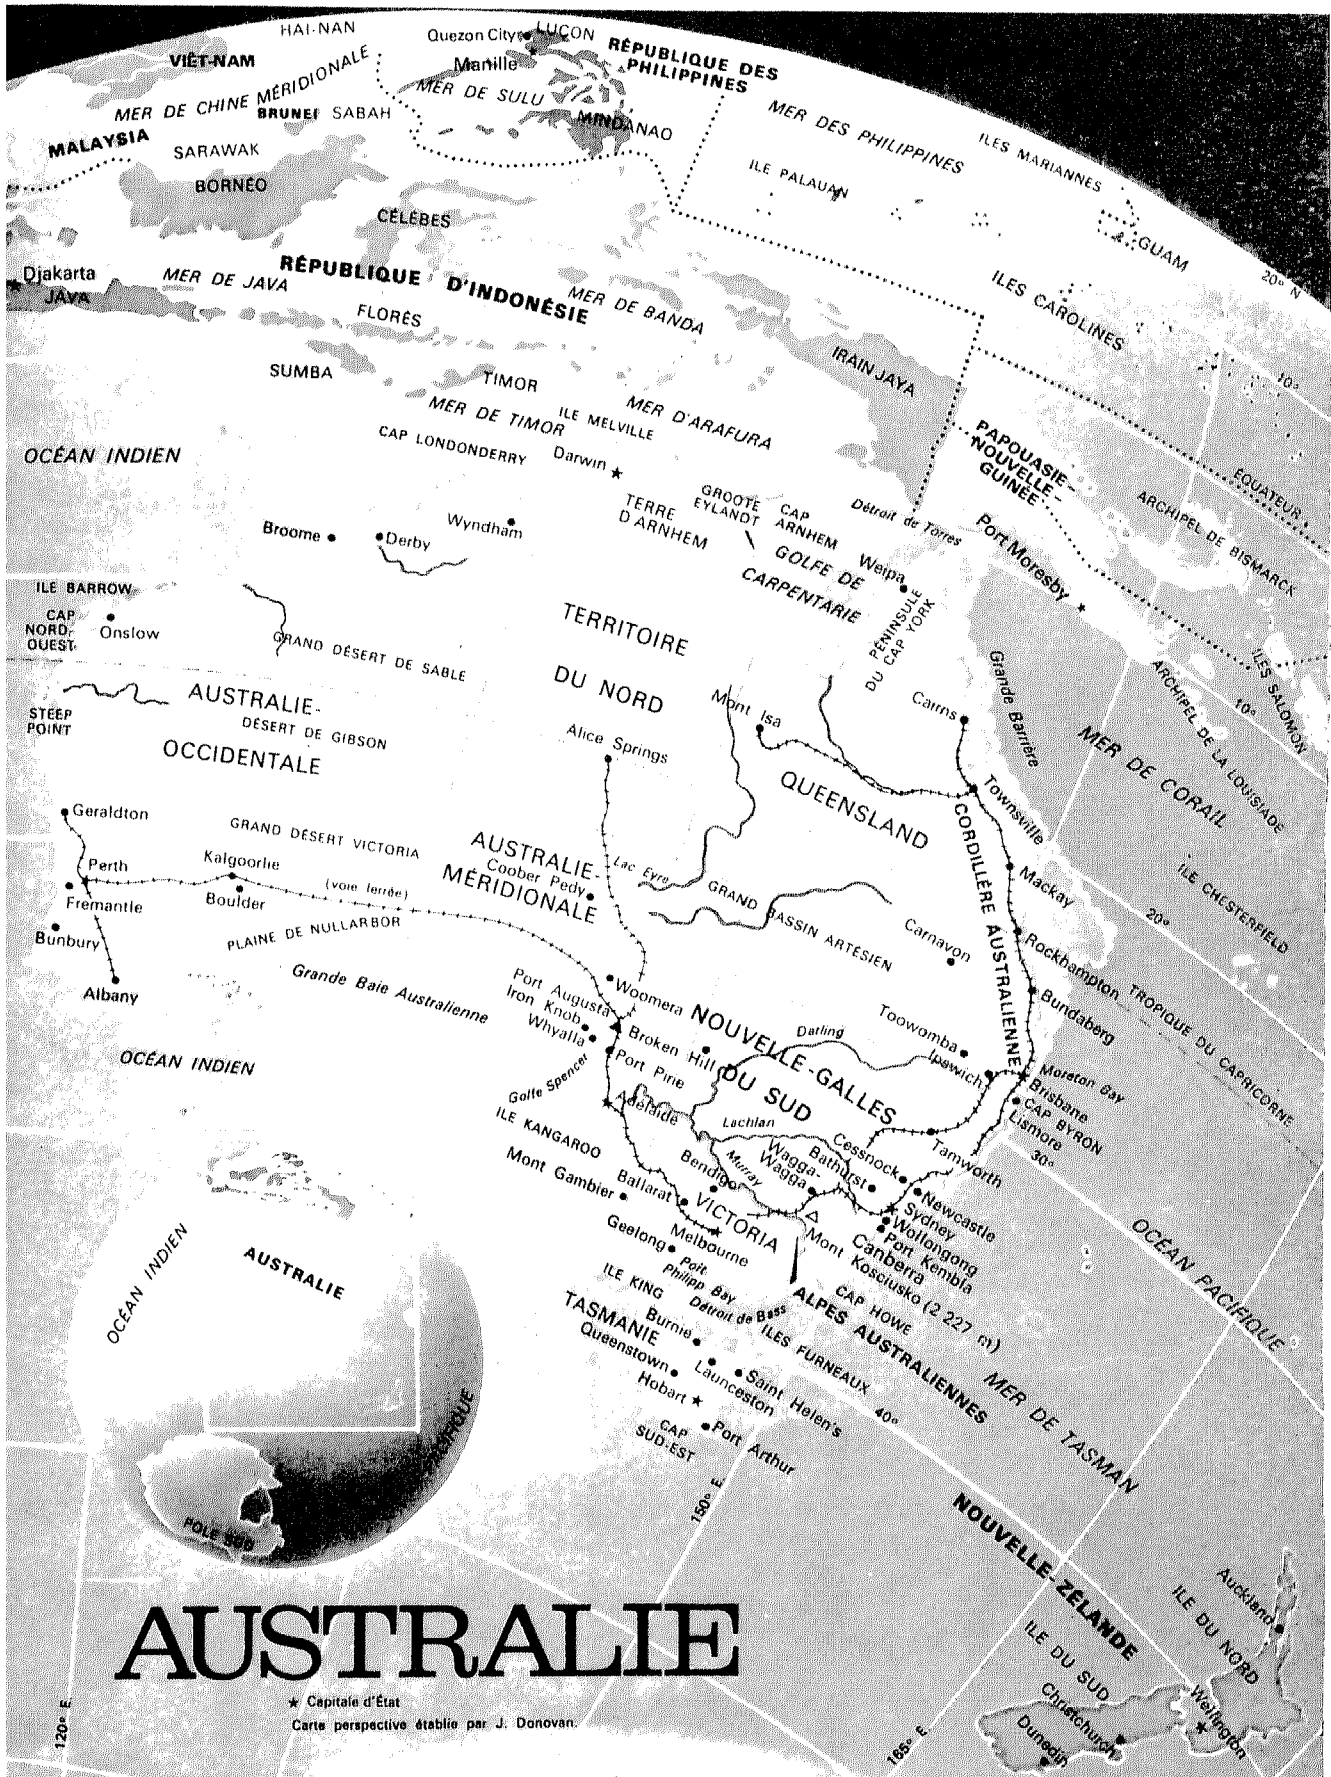 HAI-NAN
Quezon City
LUÇON
RÉPUBLIQUE DES
PHILIPPINES
VIÊT-NAM
Manille
MER DE CHINE MÉRIDIONALE
MER DE SULU
BRUNEI
SABAH
MINDANAO
MER DES PHILIPPINES
ILES MARIANNES
MALAYSIA
SARAWAK
ILE PALAUAN
BORNÉO
CÉLÈBES
GUAM
20° N
Djakarta
JAVA
MER DE JAVA
RÉPUBLIQUE D'INDONÉSIE
MER DE BANDA
ILES CAROLINES
FLORÈS
IRAIN JAYA
10°
SUMBA
TIMOR
MER DE TIMOR
ILE MELVILLE
MER D'ARAFURA
CAP LONDONDERRY
Darwin
OCÉAN INDIEN
PAPOUASIE-
NOUVELLE-
GUINÉE
ÉQUATEUR
ARCHIPEL DE BISMARCK
GROOTE
EYLANDT
CAP
ARNHEM
Détroit de Torres
TERRE
D'ARNHEM
Port Moresby
Wyndham
Broome
Derby
GOLFE DE
CARPENTARIE
Weipa
PÉNINSULE
DU CAP YORK
ILE BARROW
CAP
NORD-
OUEST
Onslow
GRAND DÉSERT DE SABLE
TERRITOIRE
DU NORD
Grande Barrière
ILES SALOMON
ARCHIPEL DE LA LOUISIADE
10°
STEEP
POINT
AUSTRALIE-
OCCIDENTALE
DÉSERT DE GIBSON
Mont Isa
Cairns
MER DE CORAIL
Alice Springs
QUEENSLAND
Townsville
Geraldton
GRAND DÉSERT VICTORIA
AUSTRALIE-
MÉRIDIONALE
Coober Pedy
Lac Eyre
CORDILLÈRE AUSTRALIENNE
Mackay
ILE CHESTERFIELD
Perth
Kalgoorlie
(voie ferrée)
Fremantle
Boulder
GRAND BASSIN ARTÉSIEN
20°
Bunbury
PLAINE DE NULLARBOR
Carnavon
Rockhampton
TROPIQUE DU CAPRICORNE
Albany
Grande Baie Australienne
Port Augusta
Iron Knob
Whyalla
Woomera
Bundaberg
NOUVELLE-GALLES
DU SUD
Darling
Toowomba
Ipswich
OCÉAN INDIEN
Broken Hill
Port Pirie
Moreton Bay
Brisbane
CAP BYRON
Lismore
Golfe Spencer
Adélaïde
30°
ILE KANGAROO
Lachlan
Cessnock
Tamworth
Mont Gambier
Ballarat
Bendigo
Murray
Wagga-
Wagga
Bathurst
VICTORIA
Newcastle
Sydney
Wollongong
Port Kembla
Canberra
Mont Kosciusko (2 227 m)
Geelong
Melbourne
Port
Philipp Bay
OCÉAN PACIFIQUE
ILE KING
Détroit de Bass
CAP HOWE
ALPES AUSTRALIENNES
TASMANIE
Burnie
ILES FURNEAUX
Queenstown
Launceston
Saint Helen's
Hobart
40°
MER DE TASMAN
CAP
SUD-EST
Port Arthur
150° E
OCÉAN INDIEN
AUSTRALIE
PACIFIQUE
POLE SUD
NOUVELLE-ZÉLANDE
Auckland
ILE DU NORD
ILE DU SUD
Christchurch
Wellington
Dunedin
165° E
120° E
AUSTRALIE
★ Capitale d'État
Carte perspective établie par J. Donovan.